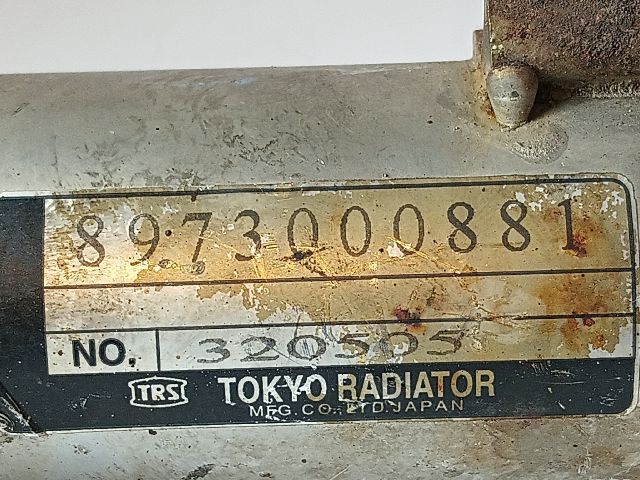 8973000881
NO. 320505
TRS TOKYO RADIATOR
MFG.CO.,LTD.JAPAN